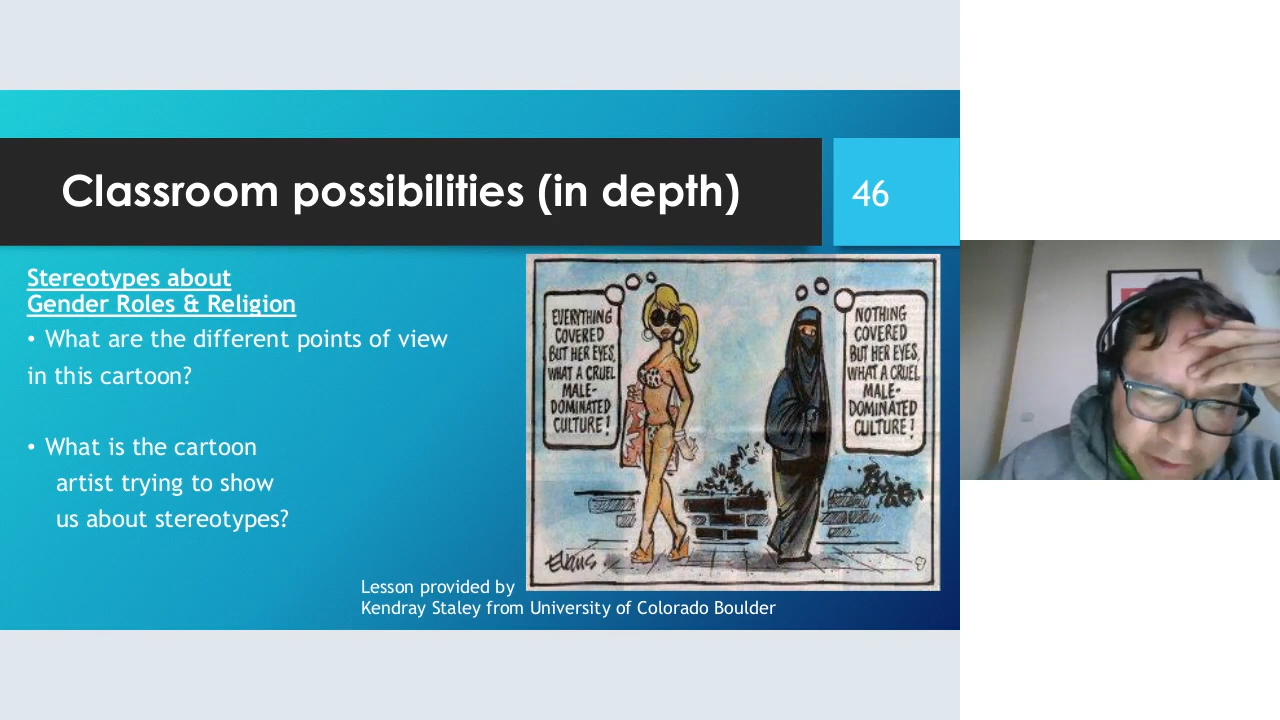 Classroom possibilities (in depth)
46
Stereotypes about
Gender Roles & Religion
• What are the different points of view
in this cartoon?
• What is the cartoon
artist trying to show
us about stereotypes?
EVERYTHING
COVERED
BUT HER EYES,
WHAT A CRUEL
MALE-
DOMINATED
CULTURE!
NOTHING
COVERED
BUT HER EYES,
WHAT A CRUEL
MALE-
DOMINATED
CULTURE!
Evans
Lesson provided by
Kendray Staley from University of Colorado Boulder